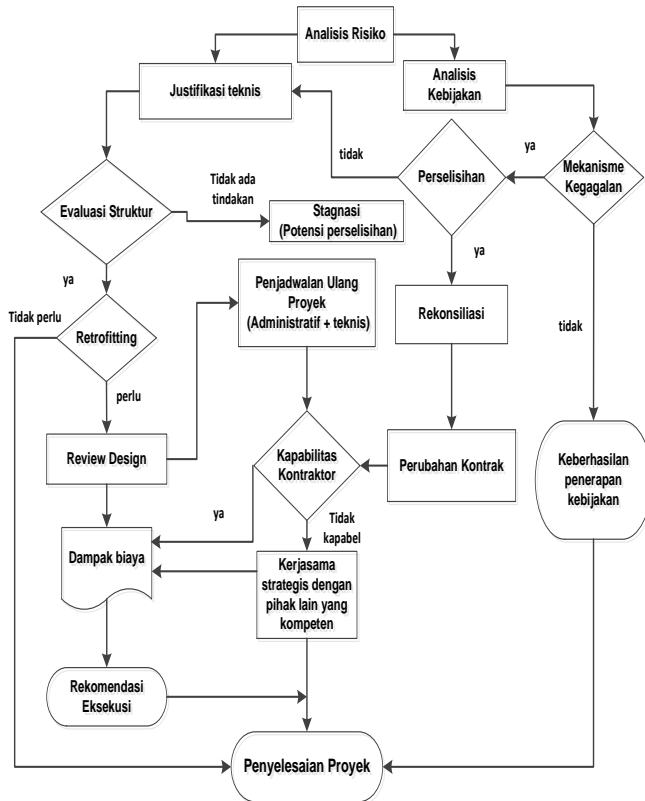 Analisis Risiko
Justifikasi teknis
Analisis
Kebijakan
tidak
Perselisihan
ya
Mekanisme
Kegagalan
Evaluasi Struktur
Tidak ada
tindakan
Stagnasi
(Potensi perselisihan)
ya
ya
Tidak perlu
Retrofitting
Penjadwalan Ulang
Proyek
(Administratif + teknis)
Rekonsiliasi
tidak
perlu
Review Design
Kapabilitas
Kontraktor
Perubahan Kontrak
Keberhasilan
penerapan
kebijakan
ya
Tidak
kapabel
Dampak biaya
Kerjasama
strategis dengan
pihak lain yang
kompeten
Rekomendasi
Eksekusi
Penyelesaian Proyek